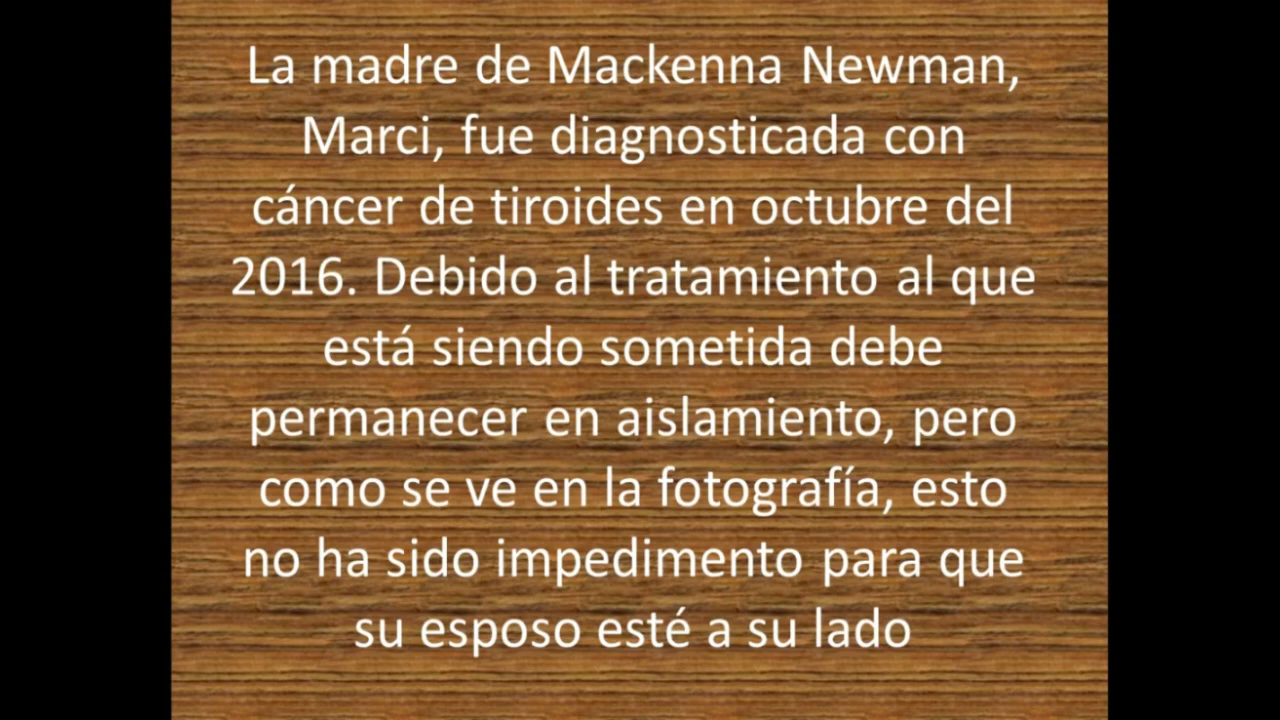 La madre de Mackenna Newman,
Marci, fue diagnosticada con
cáncer de tiroides en octubre del
2016. Debido al tratamiento al que
está siendo sometida debe
permanecer en aislamiento, pero
como se ve en la fotografía, esto
no ha sido impedimento para que
su esposo esté a su lado